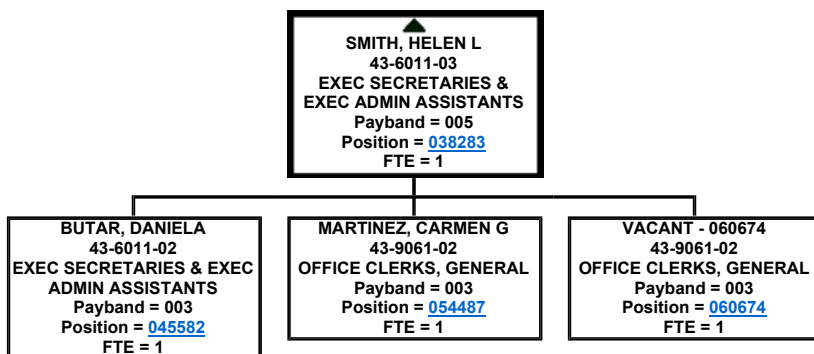 SMITH, HELEN L
43-6011-03
EXEC SECRETARIES &
EXEC ADMIN ASSISTANTS
Payband = 005
Position = 038283
FTE = 1
BUTAR, DANIELA
43-6011-02
EXEC SECRETARIES & EXEC
ADMIN ASSISTANTS
Payband = 003
Position = 045582
FTE = 1
MARTINEZ, CARMEN G
43-9061-02
OFFICE CLERKS, GENERAL
Payband = 003
Position = 054487
FTE = 1
VACANT - 060674
43-9061-02
OFFICE CLERKS, GENERAL
Payband = 003
Position = 060674
FTE = 1